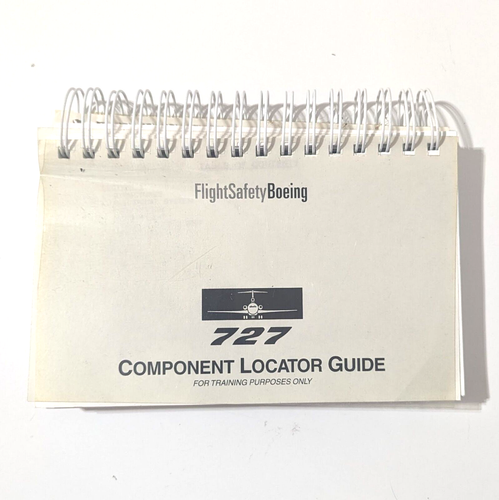 FlightSafetyBoeing
727
COMPONENT LOCATOR GUIDE
FOR TRAINING PURPOSES ONLY